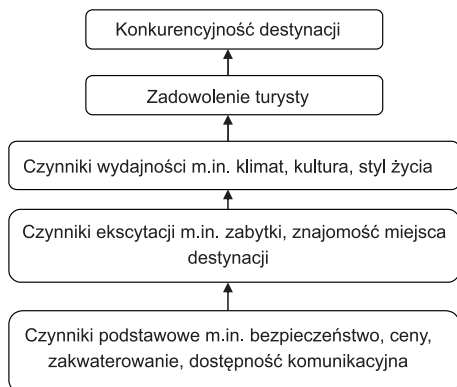 Konkurencyjność destynacji
Zadowolenie turysty
Czynniki wydajności m.in. klimat, kultura, styl życia
Czynniki ekscytacji m.in. zabytki, znajomość miejsca
destynacji
Czynniki podstawowe m.in. bezpieczeństwo, ceny,
zakwaterowanie, dostępność komunikacyjna